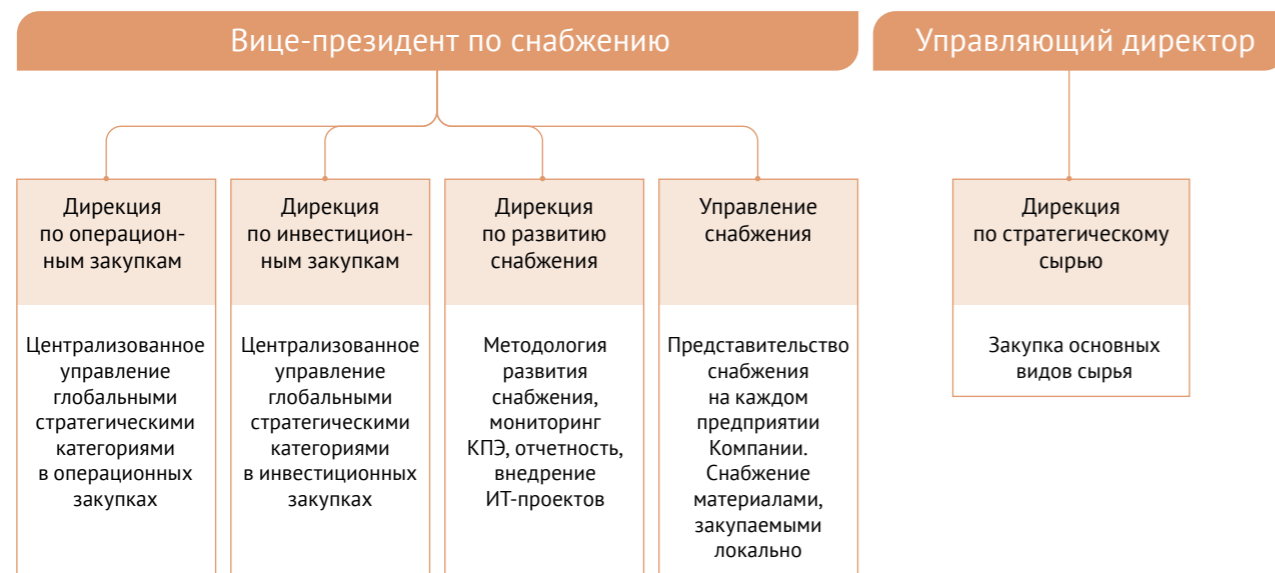 Вице-президент по снабжению
Управляющий директор
Дирекция
по операцион-
ным закупкам
Дирекция
по инвестицион-
ным закупкам
Дирекция
по развитию
снабжения
Управление
снабжения
Дирекция
по стратегическому
сырью
Централизованное
управление
глобальными
стратегическими
категориями
в операционных
закупках
Централизованное
управление
глобальными
стратегическими
категориями
в инвестиционных
закупках
Методология
развития
снабжения,
мониторинг
КПЭ, отчетность,
внедрение
ИТ-проектов
Представительство
снабжения
на каждом
предприятии
Компании.
Снабжение
материалами,
закупаемыми
локально
Закупка основных
видов сырья